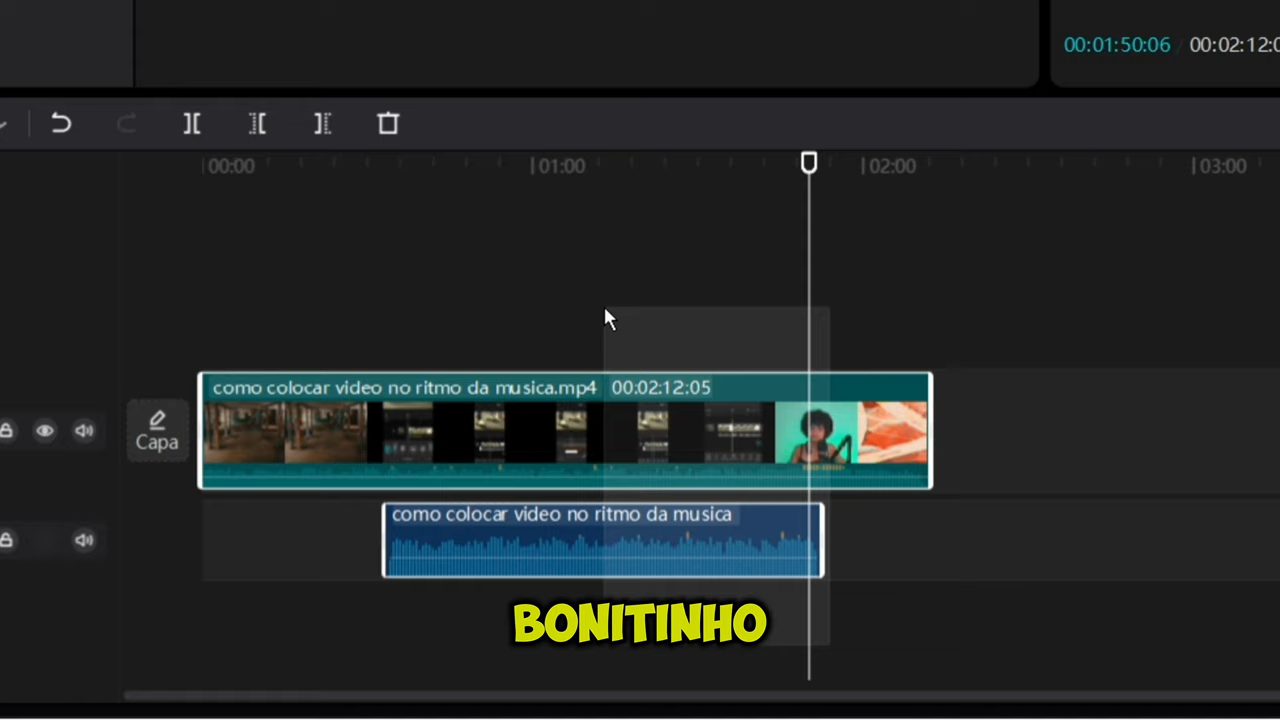 00:01:50:06 / 00:02:12:0
00:00
01:00
02:00
03:00
como colocar video no ritmo da musica.mp4 00:02:12:05
Capa
como colocar video no ritmo da musica
BONITINHO